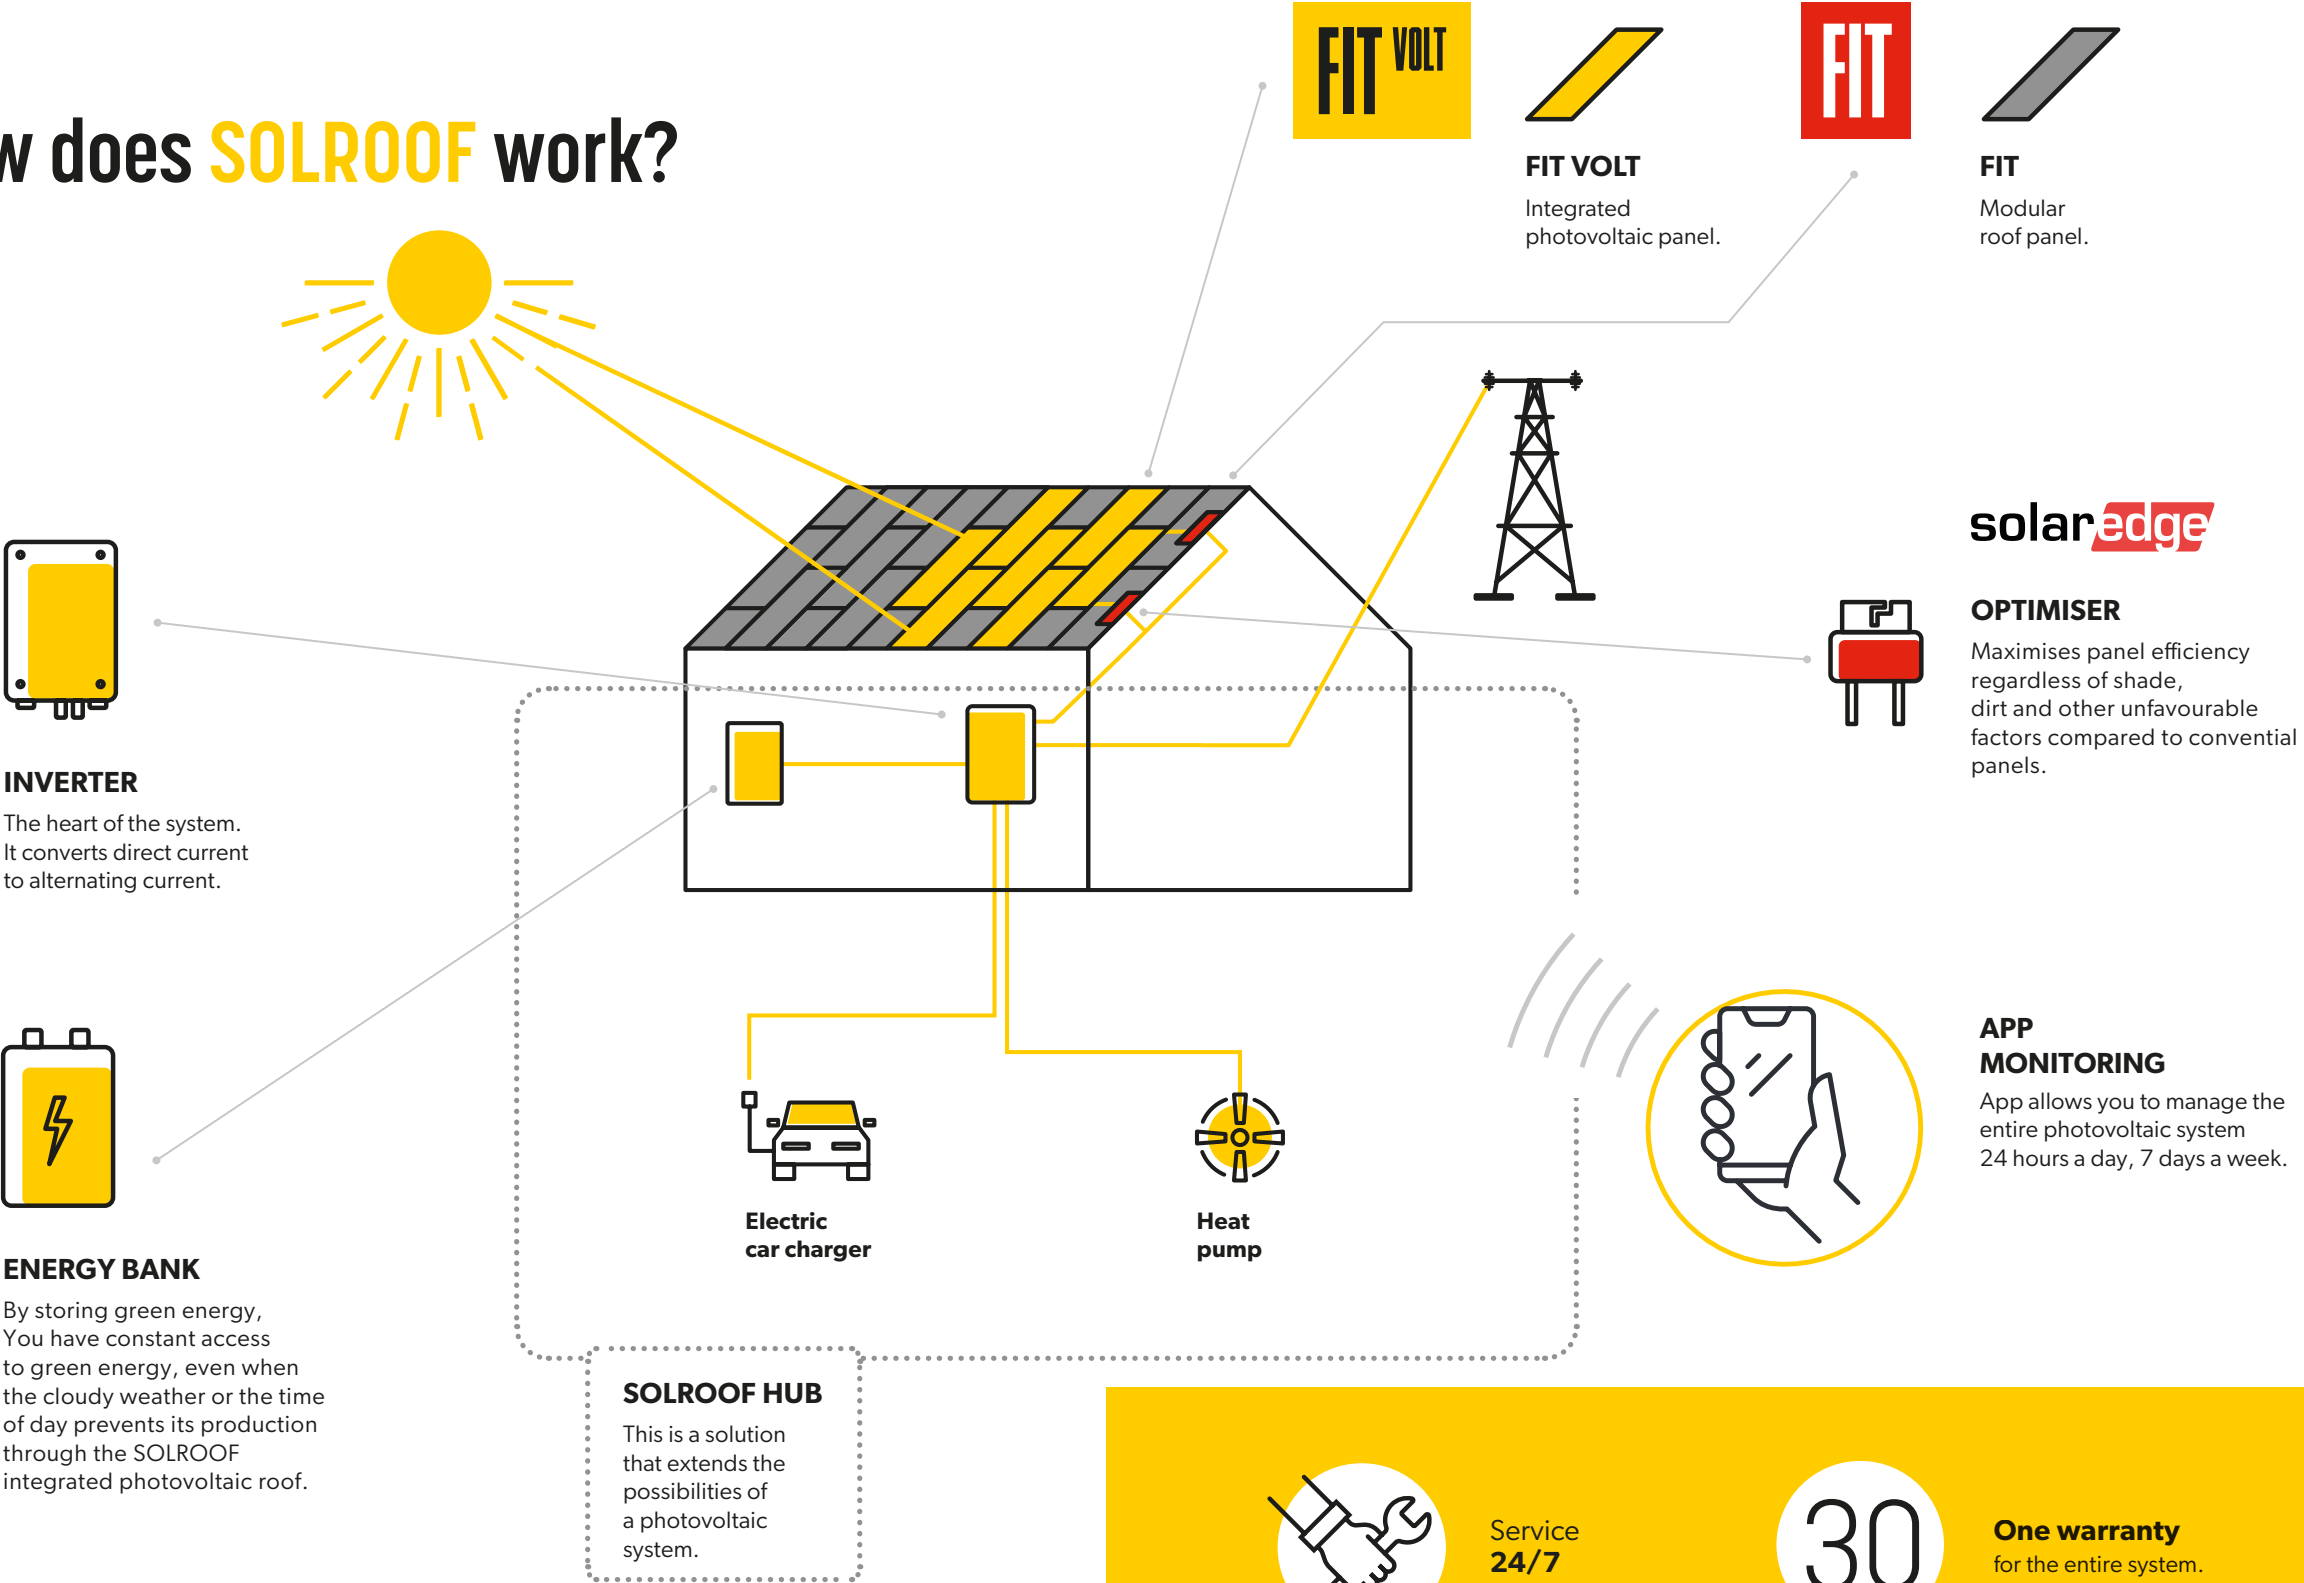 w does SOLROOF work?
FIT VOLT
FIT
FIT VOLT
Integrated
photovoltaic panel.
FIT
Modular
roof panel.
solaredge
OPTIMISER
Maximises panel efficiency
regardless of shade,
dirt and other unfavourable
factors compared to convential
panels.
INVERTER
The heart of the system.
It converts direct current
to alternating current.
APP
MONITORING
App allows you to manage the
entire photovoltaic system
24 hours a day, 7 days a week.
Electric
car charger
Heat
pump
ENERGY BANK
By storing green energy,
You have constant access
to green energy, even when
the cloudy weather or the time
of day prevents its production
through the SOLROOF
integrated photovoltaic roof.
SOLROOF HUB
This is a solution
that extends the
possibilities of
a photovoltaic
system.
Service
24/7
30
One warranty
for the entire system.